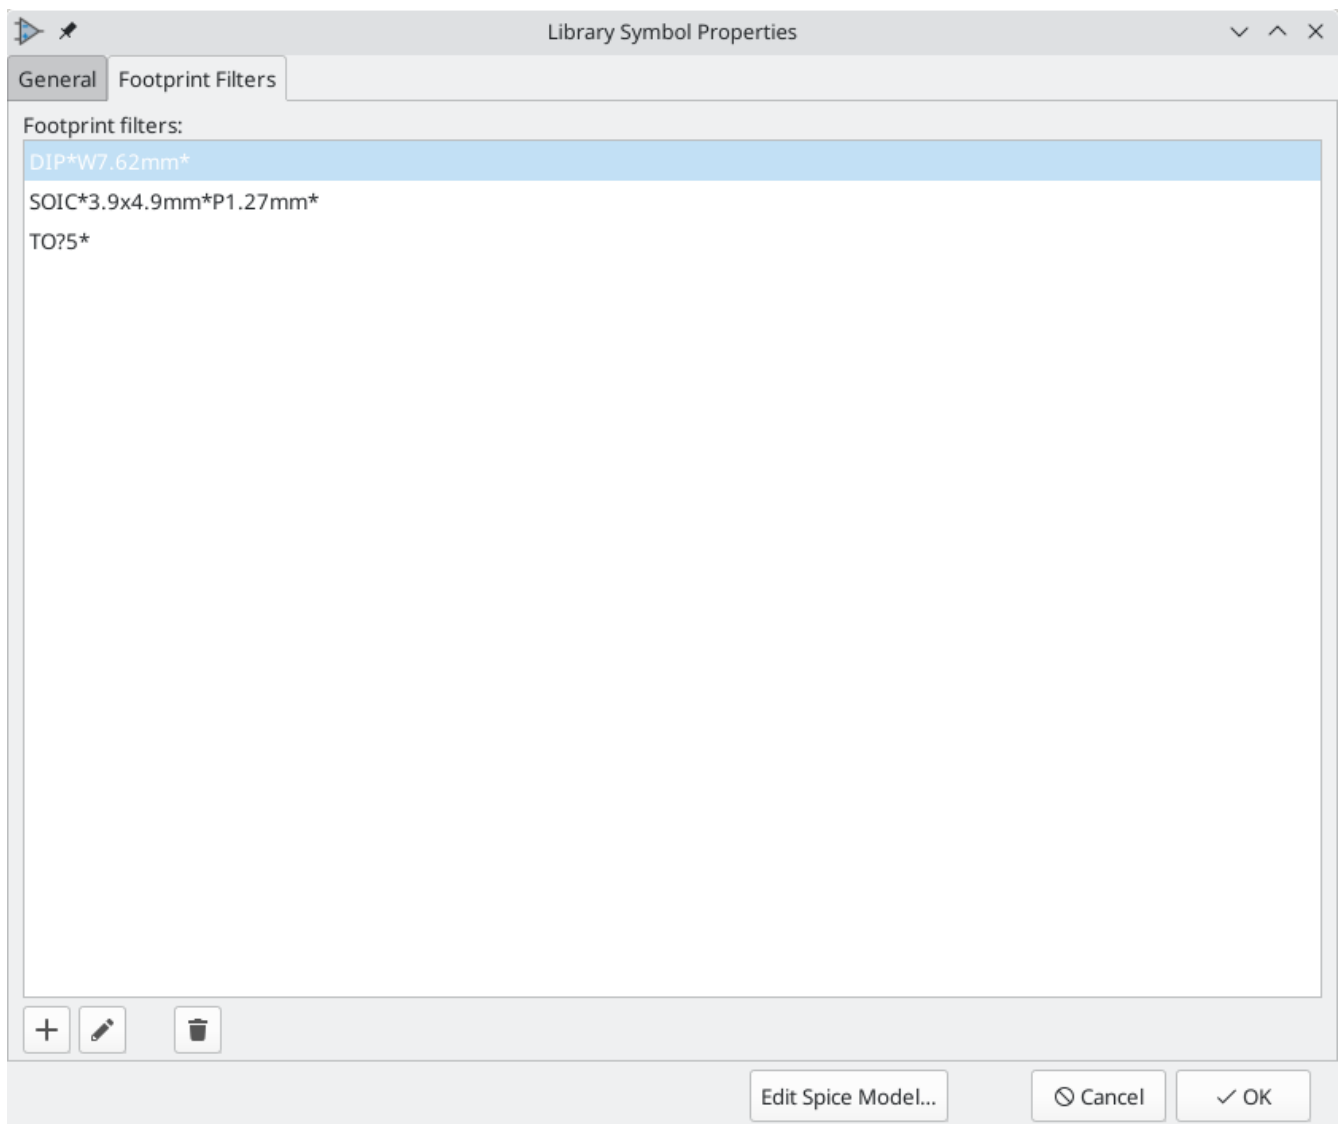 Library Symbol Properties
General Footprint Filters
Footprint filters:
DIP*W7.62mm*
SOIC*3.9x4.9mm*P1.27mm*
TO?5*
Edit Spice Model... Cancel OK